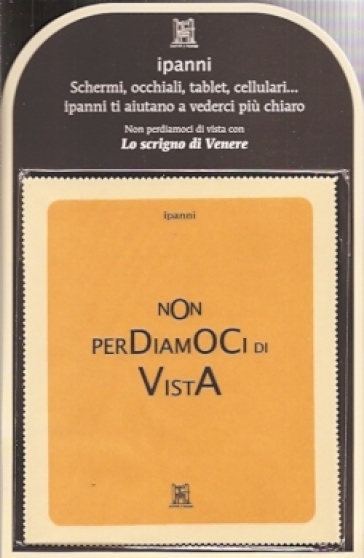 ipanni
Schermi, occhiali, tablet, cellulari...
ipanni ti aiutano a vederci più chiaro
Non perdiamoci di vista con
Lo scrigno di Venere
ipanni
NON
PERDIAMOCI DI
VISTA